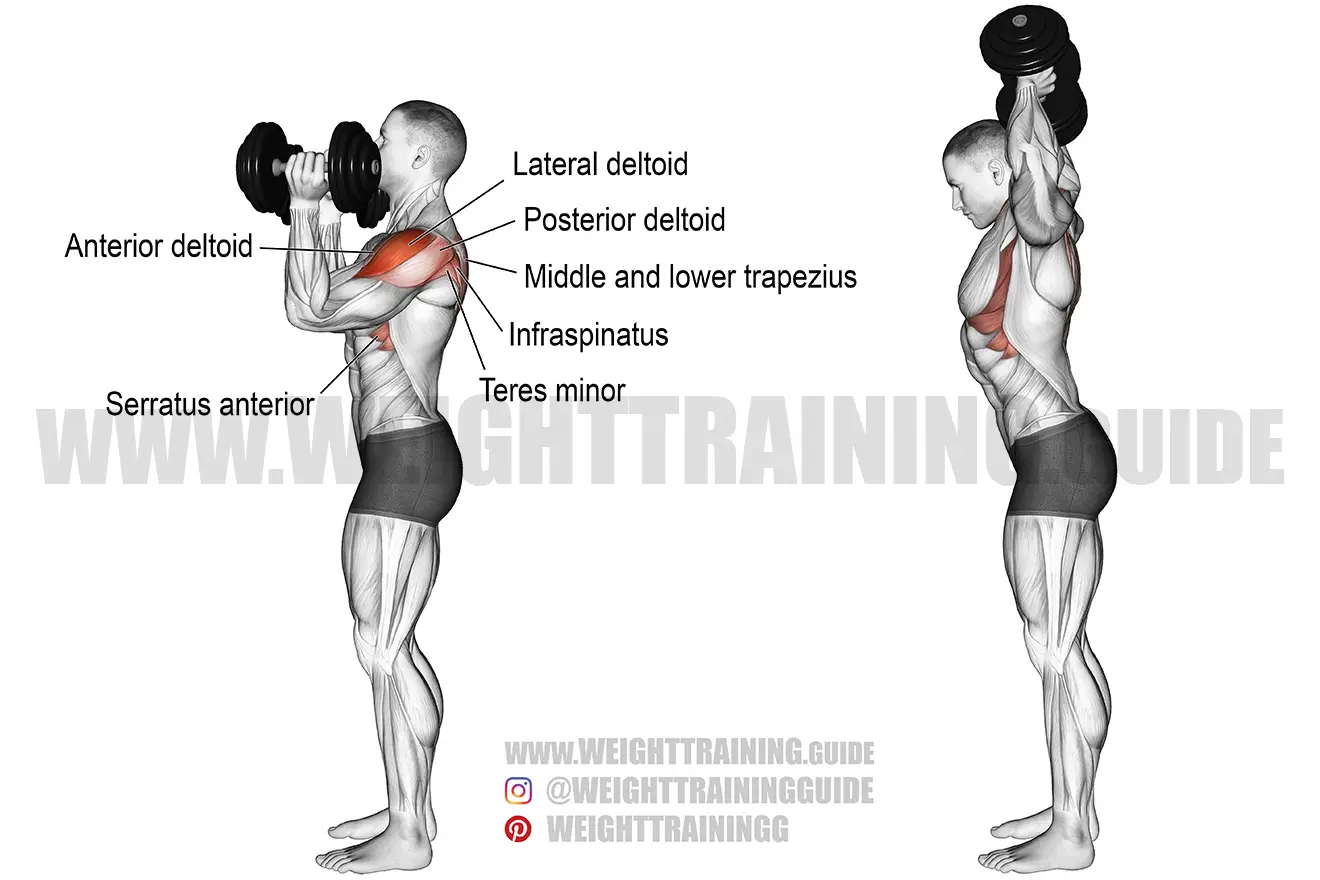 Lateral deltoid
Posterior deltoid
Anterior deltoid
Middle and lower trapezius
Infraspinatus
Teres minor
Serratus anterior
WWW.WEIGHTTRAINING.GUIDE
WWW.WEIGHTTRAINING.GUIDE
@WEIGHTTRAININGGUIDE
WEIGHTTRAININGG